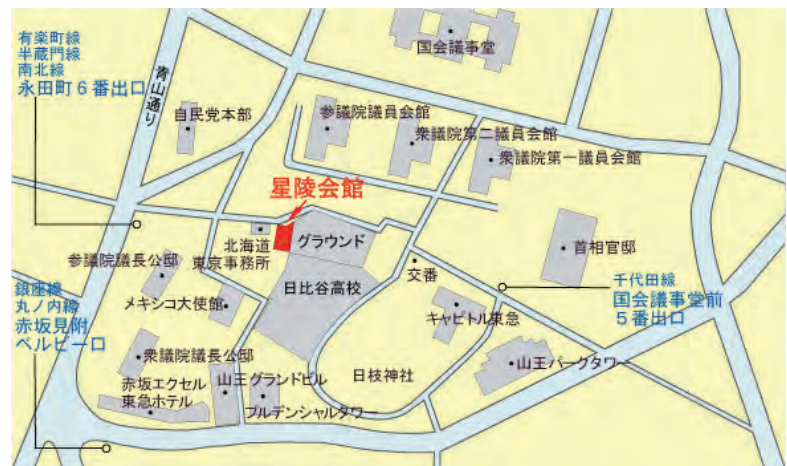 有楽町線
半蔵門線
南北線
永田町6番出口
青山通り
国会議事堂
自民党本部
参議院議員会館
衆議院第二議員会館
衆議院第一議員会館
星陵会館
北海道
東京事務所
グラウンド
首相官邸
参議院議長公邸
日比谷高校
交番
千代田線
国会議事堂前
5番出口
銀座線
丸ノ内線
赤坂見附
ベルビー口
メキシコ大使館
キャピトル東急
衆議院議長公邸
日枝神社
山王パークタワー
赤坂エクセル
東急ホテル
山王グランドビル
プルデンシャルタワー